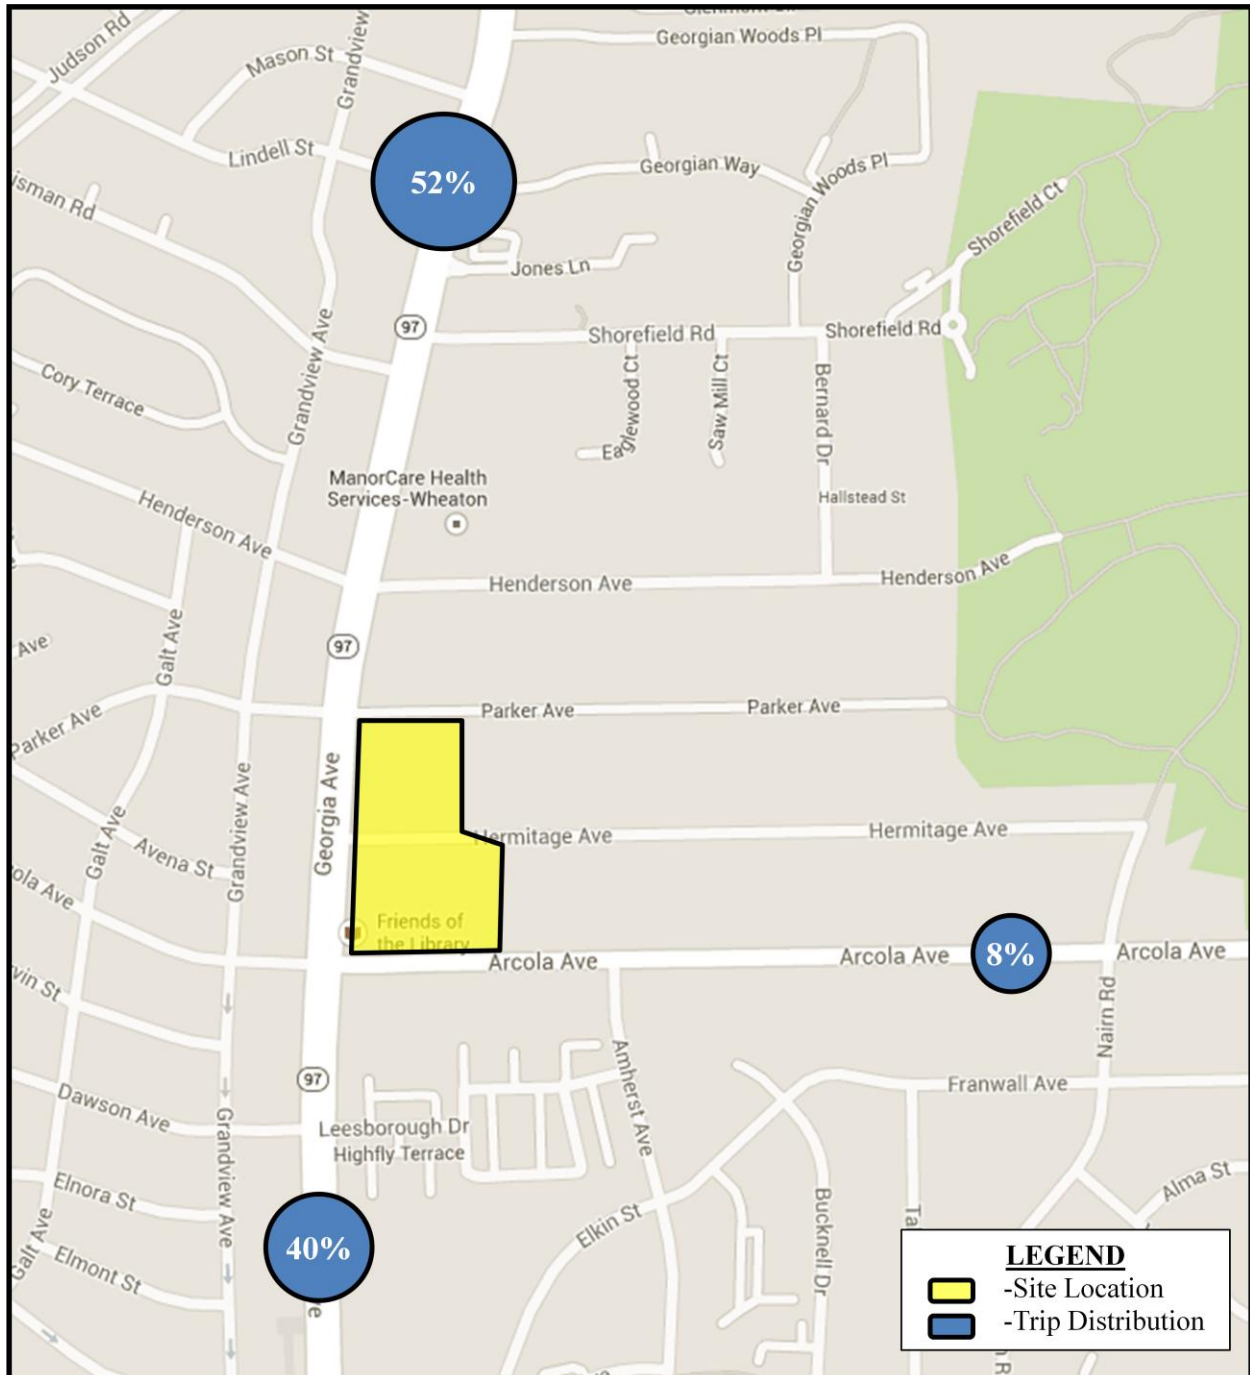 Judson Rd
Mason St
Grandview
Georgian Woods Pl
Lindell St
52%
Georgian Way
Georgian Woods Pl
Shorefield Ct
isman Rd
Jones Ln
97
Shorefield Rd
Shorefield Rd
Cory Terrace
Grandview Ave
Eaglewood Ct
Saw Mill Ct
Bernard Dr
ManorCare Health
Services-Wheaton
Hallstead St
Henderson Ave
Henderson Ave
Henderson Ave
97
Galt Ave
Ave
Parker Ave
Parker Ave
Parker Ave
Georgia Ave
Grandview Ave
Galt Ave
Avena St
Hermitage Ave
Hermitage Ave
ola Ave
Friends of
the Library
Arcola Ave
Arcola Ave
8%
Arcola Ave
vin St
Nairn Rd
97
Amherst Ave
Franwall Ave
Dawson Ave
Leesborough Dr
Highfly Terrace
Grandview Ave
Elnora St
Alma St
Elkin St
Bucknell Dr
Ta
Galt Ave
Elmont St
40%
ve
LEGEND
-Site Location
-Trip Distribution
n R